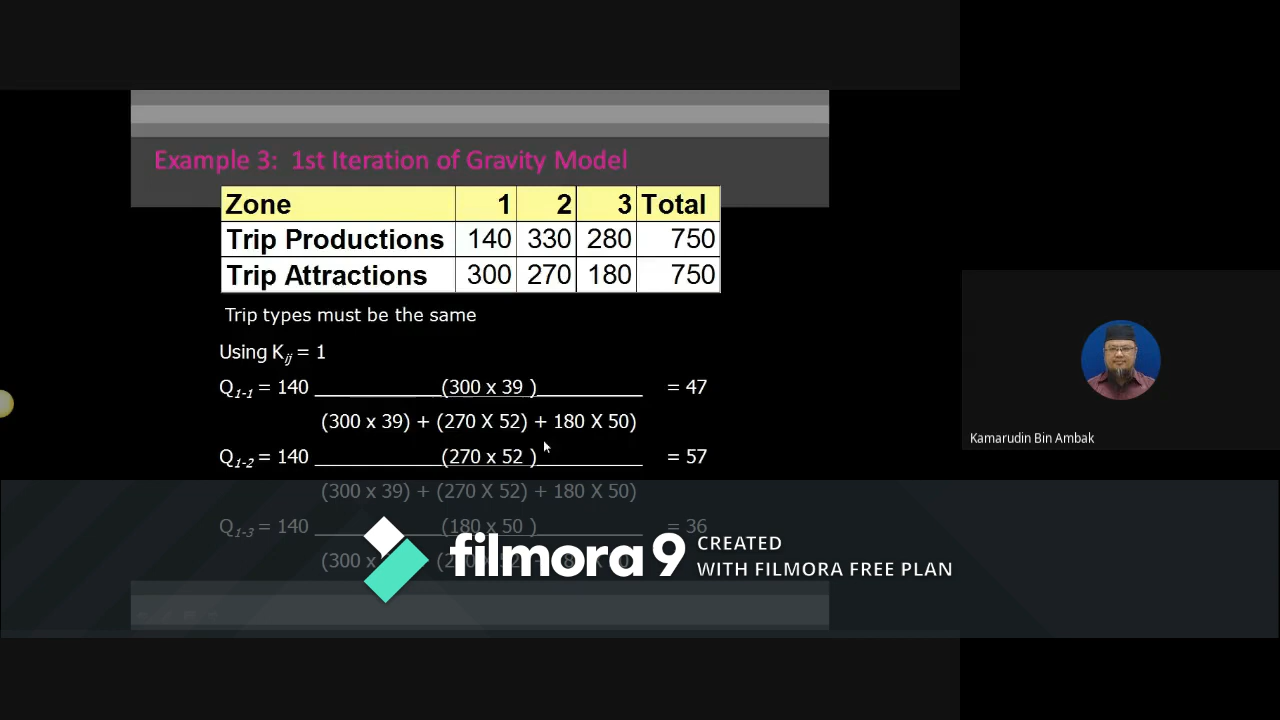 Example 3: 1st Iteration of Gravity Model
Zone 1 2 3 Total
Trip Productions 140 330 280 750
Trip Attractions 300 270 180 750
Trip types must be the same
Using Kij = 1
Q1-1 = 140 (300 x 39 ) = 47
(300 x 39) + (270 X 52) + 180 X 50)
Q1-2 = 140 (270 x 52 ) = 57
(300 x 39) + (270 X 52) + 180 X 50)
Q1-3 = 140 (180 x 50 ) = 36
(300 x
filmora9 CREATED
WITH FILMORA FREE PLAN
Kamarudin Bin Ambak